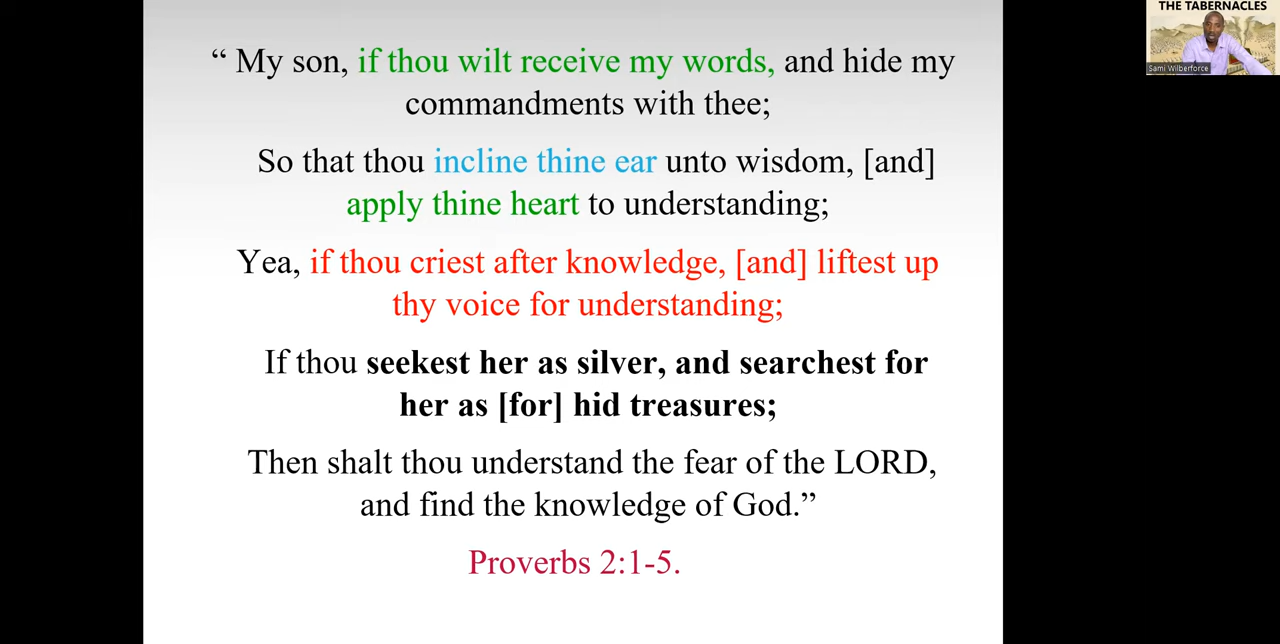 THE TABERNACLES
Sami Wilberforce
“ My son, if thou wilt receive my words, and hide my
commandments with thee;
So that thou incline thine ear unto wisdom, [and]
apply thine heart to understanding;
Yea, if thou criest after knowledge, [and] liftest up
thy voice for understanding;
If thou seekest her as silver, and searchest for
her as [for] hid treasures;
Then shalt thou understand the fear of the LORD,
and find the knowledge of God.”
Proverbs 2:1-5.